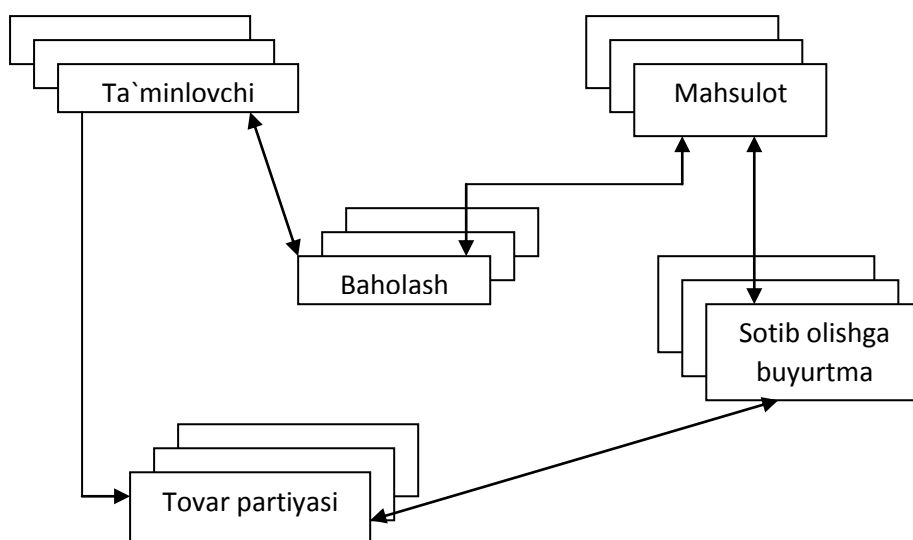 Ta`minlovchi
Mahsulot
Baholash
Sotib olishga
buyurtma
Tovar partiyasi